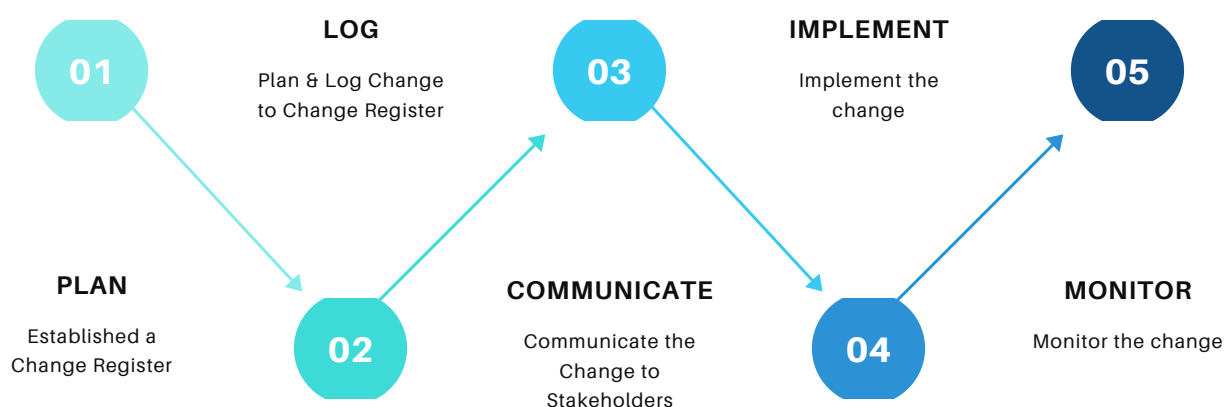 01
PLAN
Established a
Change Register
LOG
Plan & Log Change
to Change Register
02
03
COMMUNICATE
Communicate the
Change to
Stakeholders
IMPLEMENT
Implement the
change
04
05
MONITOR
Monitor the change